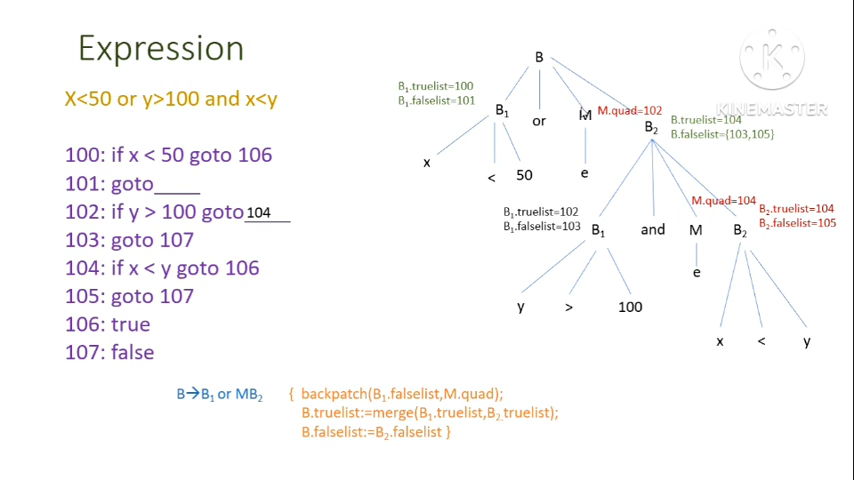 Expression
X<50 or y>100 and x<y
100: if x < 50 goto 106
101: goto____
102: if y > 100 goto 104
103: goto 107
104: if x < y goto 106
105: goto 107
106: true
107: false
B
B₁.truelist=100
B₁.falselist=101
B₁
or
M
M.quad=102
B₂
B.truelist=104
B.falselist={103,105}
KINEMASTER
x
<
50
e
B₁.truelist=102
B₁.falselist=103
B₁
and
M
M.quad=104
B₂
B₂.truelist=104
B₂.falselist=105
e
y
>
100
x
<
y
B→B₁ or MB₂ { backpatch(B₁.falselist,M.quad);
B.truelist:=merge(B₁.truelist,B₂.truelist);
B.falselist:=B₂.falselist }